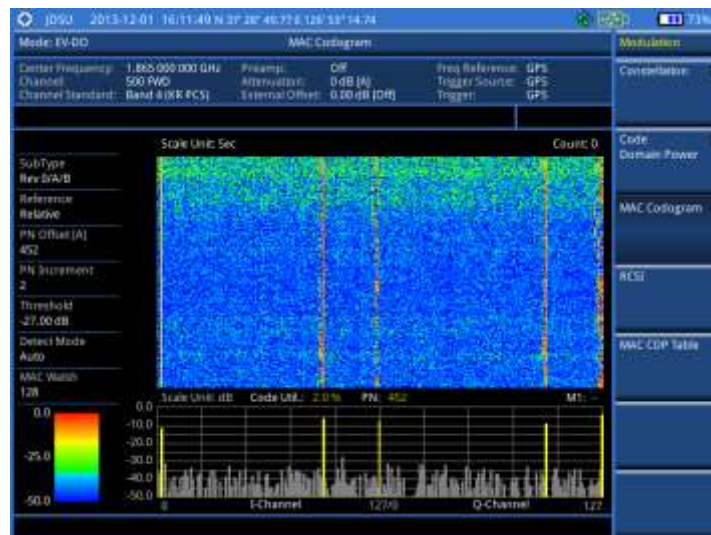 JDSU 2013-12-01 16:11:49 N 37° 28' 49.77 E 126° 53' 14.74 73%
Mode: EV-DO MAC Codogram Modulation
Center Frequency: 1.865 000 000 GHz Preamp: Off Freq Reference: GPS
Channel: 500 FWD Attenuation: 0 dB [A] Trigger Source: GPS
Channel Standard: Band 4 (KR PCS) External Offset: 0.00 dB [Off] Trigger: GPS
Constellation
Code
Domain Power
MAC Codogram
RCSI
MAC CDP Table
Scale Unit: Sec Count: 0
SubType
Rev 0/A/B
Reference
Relative
PN Offset [A]
452
PN Increment
2
Threshold
-27.00 dB
Detect Mode
Auto
MAC Walsh
128
Scale Unit: dB Code Util.: 2.0 % PN: 452 M1: --
0.0
-25.0
-50.0
0.0
-10.0
-20.0
-30.0
-40.0
-50.0
0 I-Channel 127/0 Q-Channel 127